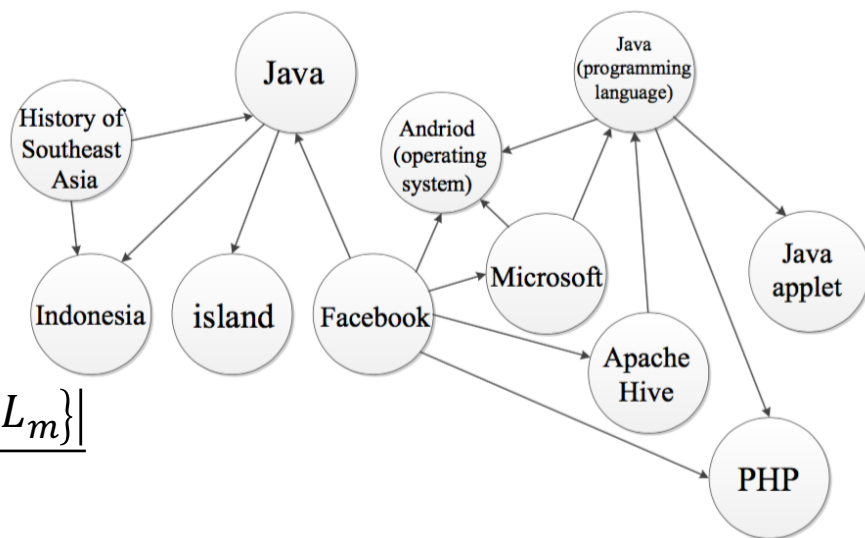 Java
(programming
language)
Java
History of
Southeast
Asia
Andriod
(operating
system)
Java
applet
Microsoft
Indonesia
island
Facebook
Apache
Hive
L_m}|
PHP